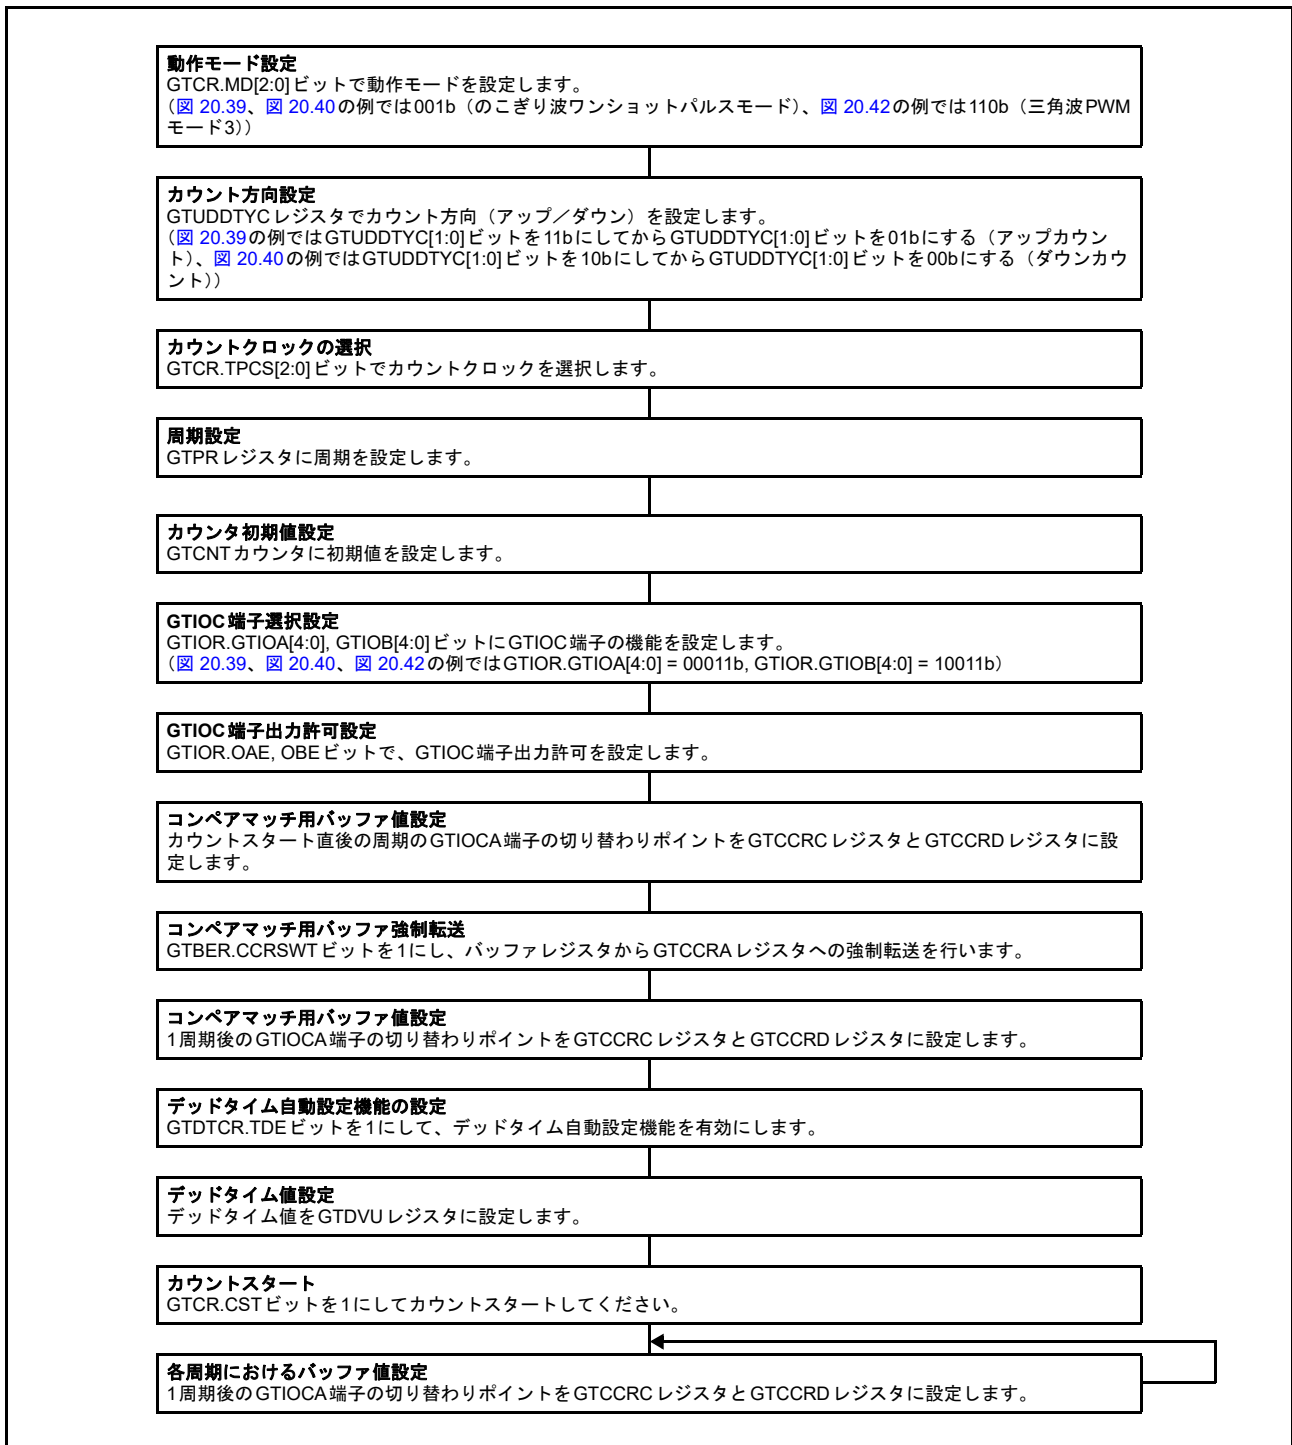 動作モード設定
GTCR.MD[2:0]ビットで動作モードを設定します。
（図 20.39、図 20.40の例では001b（のこぎり波ワンショットパルスモード）、図 20.42の例では110b（三角波PWM
モード3））
カウント方向設定
GTUDDTYCレジスタでカウント方向（アップ／ダウン）を設定します。
（図 20.39の例ではGTUDDTYC[1:0]ビットを11bにしてからGTUDDTYC[1:0]ビットを01bにする（アップカウン
ト）、図 20.40の例ではGTUDDTYC[1:0]ビットを10bにしてからGTUDDTYC[1:0]ビットを00bにする（ダウンカウ
ント））
カウントクロックの選択
GTCR.TPCS[2:0]ビットでカウントクロックを選択します。
周期設定
GTPRレジスタに周期を設定します。
カウンタ初期値設定
GTCNTカウンタに初期値を設定します。
GTIOC端子選択設定
GTIOR.GTIOA[4:0], GTIOB[4:0]ビットにGTIOC端子の機能を設定します。
（図 20.39、図 20.40、図 20.42の例ではGTIOR.GTIOA[4:0] = 00011b, GTIOR.GTIOB[4:0] = 10011b）
GTIOC端子出力許可設定
GTIOR.OAE, OBEビットで、GTIOC端子出力許可を設定します。
コンペアマッチ用バッファ値設定
カウントスタート直後の周期のGTIOCA端子の切り替わりポイントをGTCCRCレジスタとGTCCRDレジスタに設
定します。
コンペアマッチ用バッファ強制転送
GTBER.CCRSWTビットを1にし、バッファレジスタからGTCCRAレジスタへの強制転送を行います。
コンペアマッチ用バッファ値設定
1周期後のGTIOCA端子の切り替わりポイントをGTCCRCレジスタとGTCCRDレジスタに設定します。
デッドタイム自動設定機能の設定
GTDTCR.TDEビットを1にして、デッドタイム自動設定機能を有効にします。
デッドタイム値設定
デッドタイム値をGTDVUレジスタに設定します。
カウントスタート
GTCR.CSTビットを1にしてカウントスタートしてください。
各周期におけるバッファ値設定
1周期後のGTIOCA端子の切り替わりポイントをGTCCRCレジスタとGTCCRDレジスタに設定します。